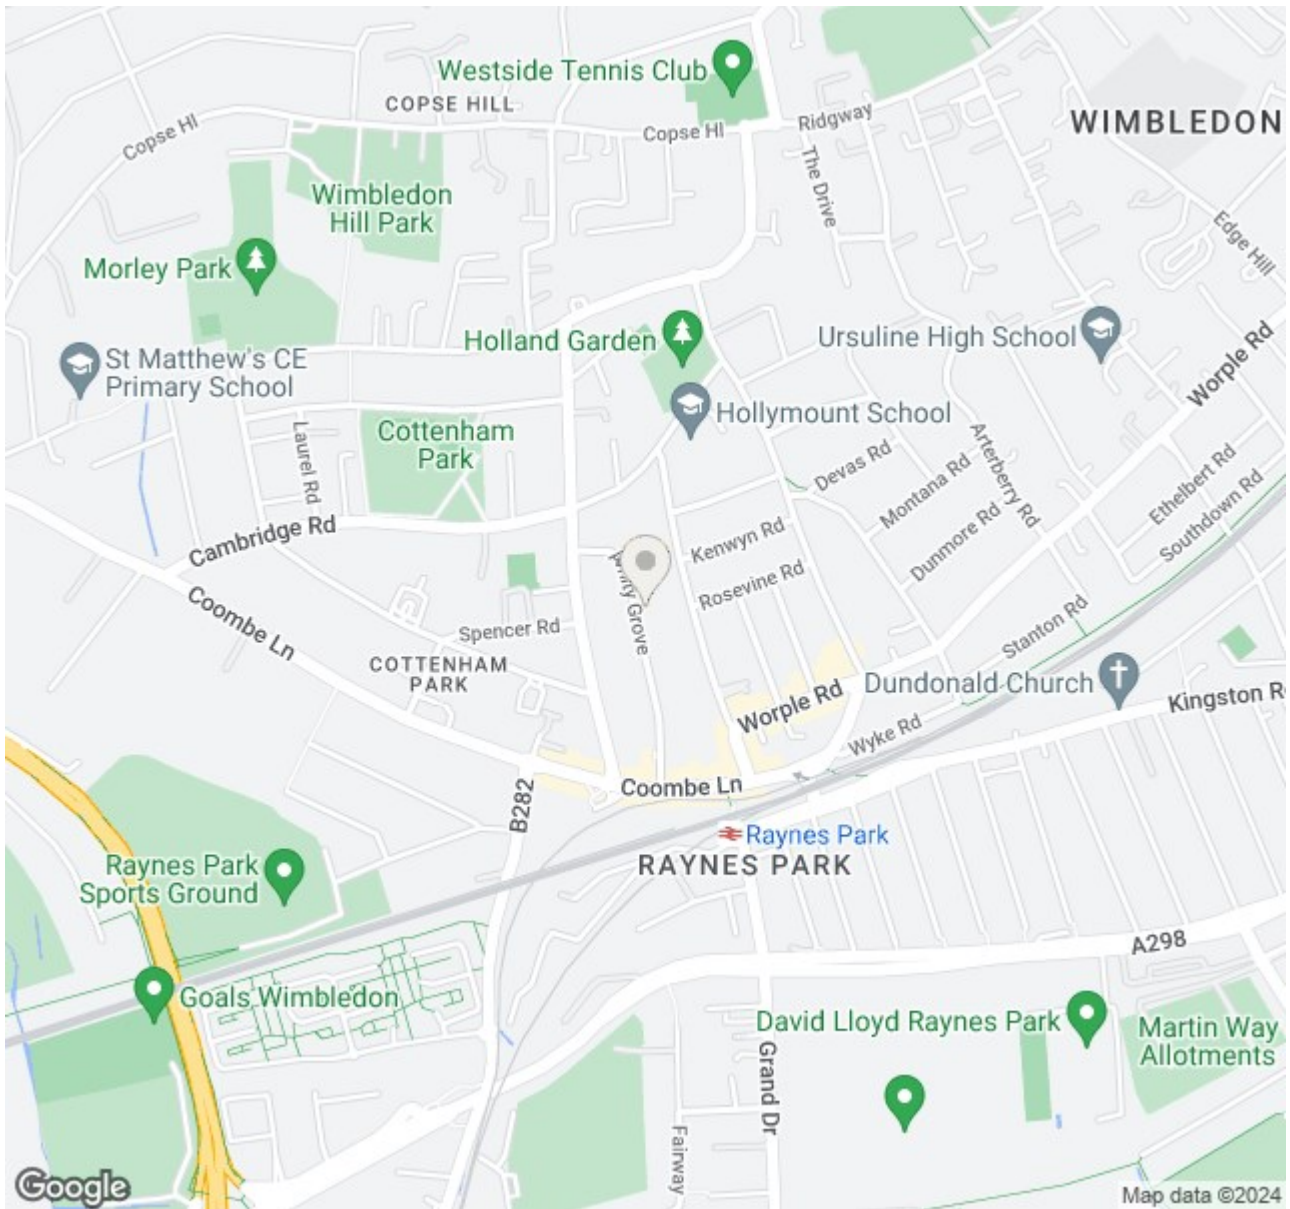 Westside Tennis Club
COPSE HILL
Copse Hl
Copse Hl
Ridgway
WIMBLEDON
The Drive
Wimbledon
Hill Park
Edge Hill
Morley Park
Holland Garden
Ursuline High School
Worple Rd
St Matthew's CE
Primary School
Hollymount School
Cottenham
Park
Laurel Rd
Devas Rd
Arterberry Rd
Montana Rd
Ethelbert Rd
Southdown Rd
Dunmore Rd
Cambridge Rd
Kenwyn Rd
Rosevine Rd
Grove
Coombe Ln
Spencer Rd
Stanton Rd
COTTENHAM
PARK
Dundonald Church
Kingston R
Worple Rd
Wyke Rd
Coombe Ln
B282
Raynes Park
RAYNES PARK
Raynes Park
Sports Ground
A298
Goals Wimbledon
David Lloyd Raynes Park
Martin Way
Allotments
Grand Dr
Fairway
Google
Map data ©2024